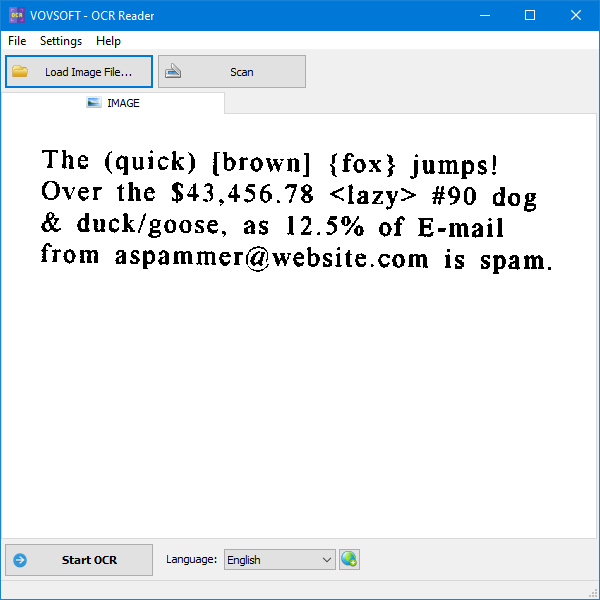 VOVSOFT - OCR Reader
File Settings Help
Load Image File... Scan
IMAGE
The (quick) [brown] {fox} jumps!
Over the $43,456.78 <lazy> #90 dog
& duck/goose, as 12.5% of E-mail
from aspammer@website.com is spam.
Start OCR Language: English